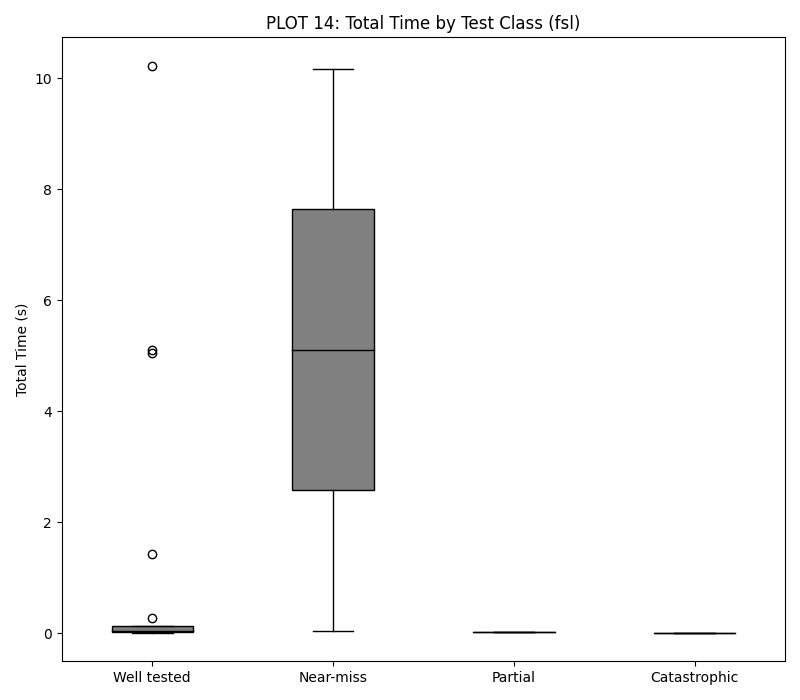 PLOT 14: Total Time by Test Class (fsl)
Total Time (s)
10
8
6
4
2
0
Well tested
Near-miss
Partial
Catastrophic